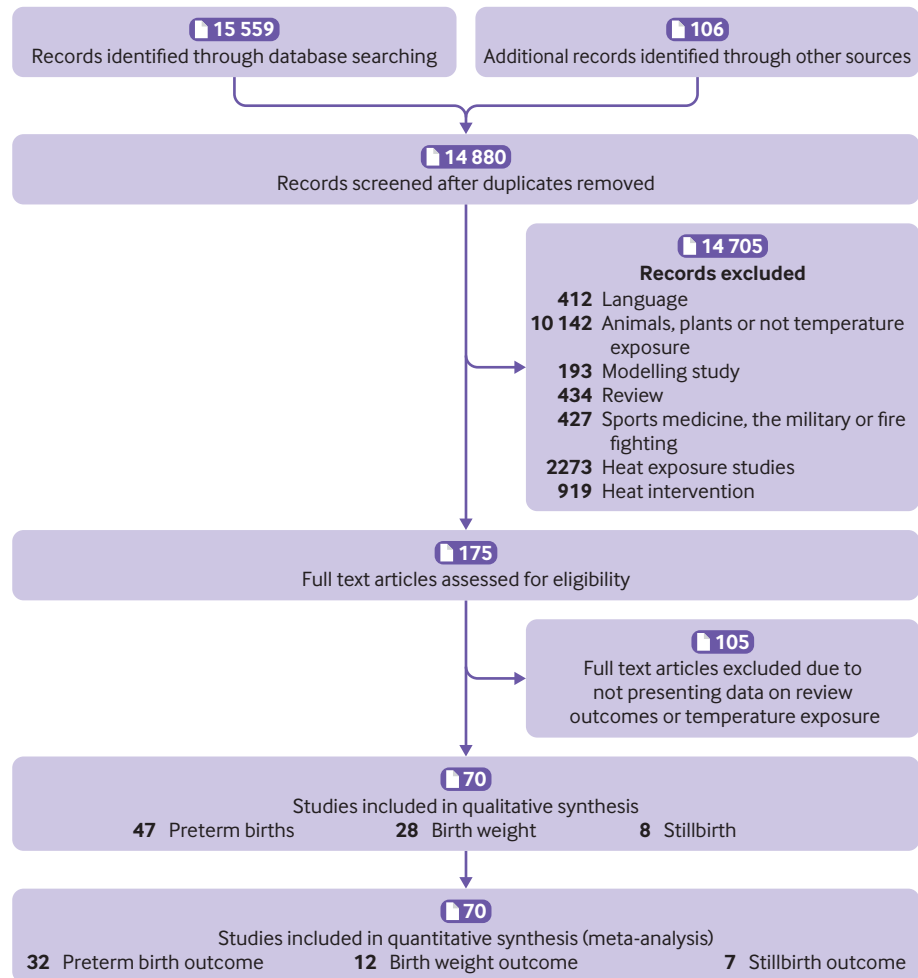 15 559
Records identified through database searching
106
Additional records identified through other sources
14 880
Records screened after duplicates removed
14 705
Records excluded
412 Language
10 142 Animals, plants or not temperature
exposure
193 Modelling study
434 Review
427 Sports medicine, the military or fire
fighting
2273 Heat exposure studies
919 Heat intervention
175
Full text articles assessed for eligibility
105
Full text articles excluded due to
not presenting data on review
outcomes or temperature exposure
70
Studies included in qualitative synthesis
47 Preterm births 28 Birth weight 8 Stillbirth
70
Studies included in quantitative synthesis (meta-analysis)
32 Preterm birth outcome 12 Birth weight outcome 7 Stillbirth outcome